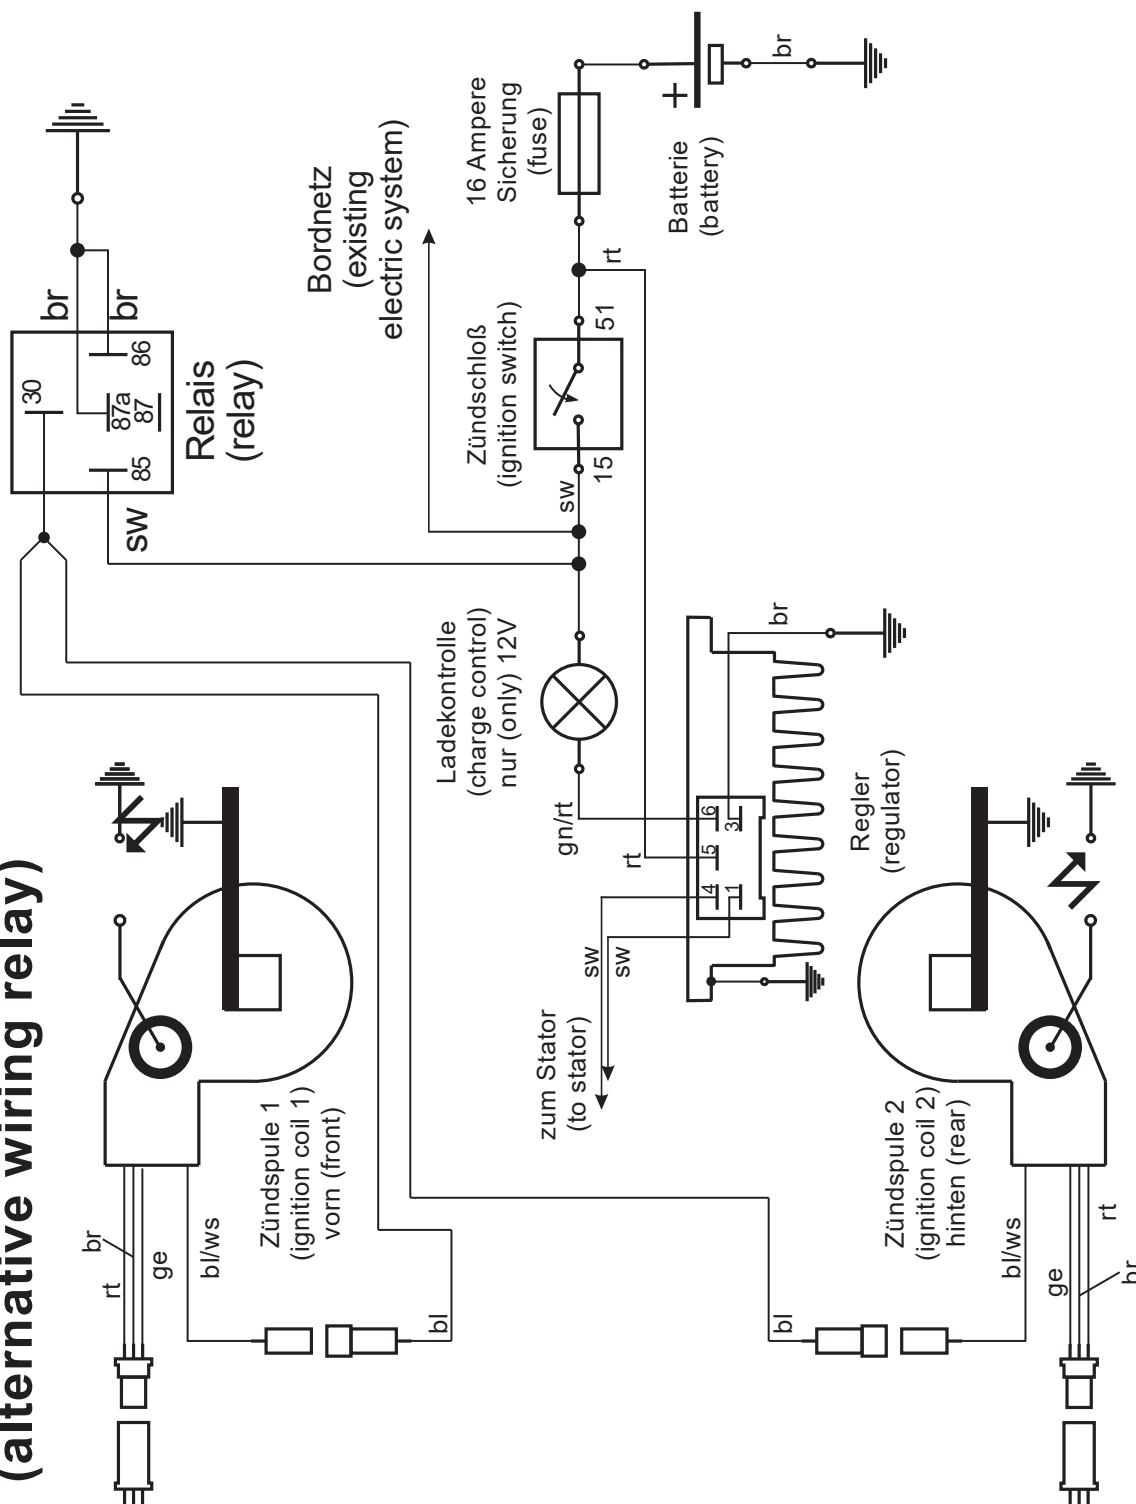 (alternative wiring relay)
rt
br
ge
bl/ws
bl
Zündspule 1
(ignition coil 1)
vorn (front)
30
85
87a
87
86
br
br
sw
Relais
(relay)
Bordnetz
(existing
electric system)
16 Ampere
Sicherung
(fuse)
+
Batterie
(battery)
br
rt
Zündschloß
(ignition switch)
51
15
sw
Ladekontrolle
(charge control)
nur (only) 12V
gn/rt
rt
sw
sw
zum Stator
(to stator)
4
5
6
1
3
br
Regler
(regulator)
Zündspule 2
(ignition coil 2)
hinten (rear)
bl
bl/ws
ge
br
rt